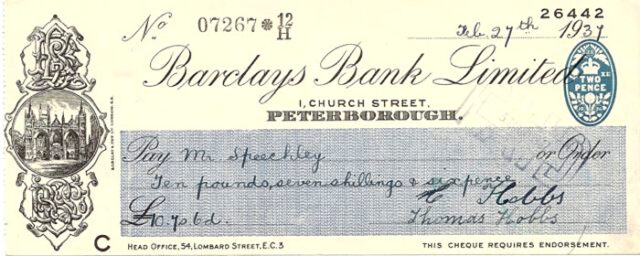 26442
No 07267*12/H Feb. 27th 1937
Barclays Bank Limited
1, CHURCH STREET,
PETERBOROUGH.
TWO PENCE
Pay Mr Speechley or Order
Ten pounds, seven shillings & sixpence
£10.7s.6d. Hobbs
Thomas Hobbs
C HEAD OFFICE, 54, LOMBARD STREET, E.C.3 THIS CHEQUE REQUIRES ENDORSEMENT.